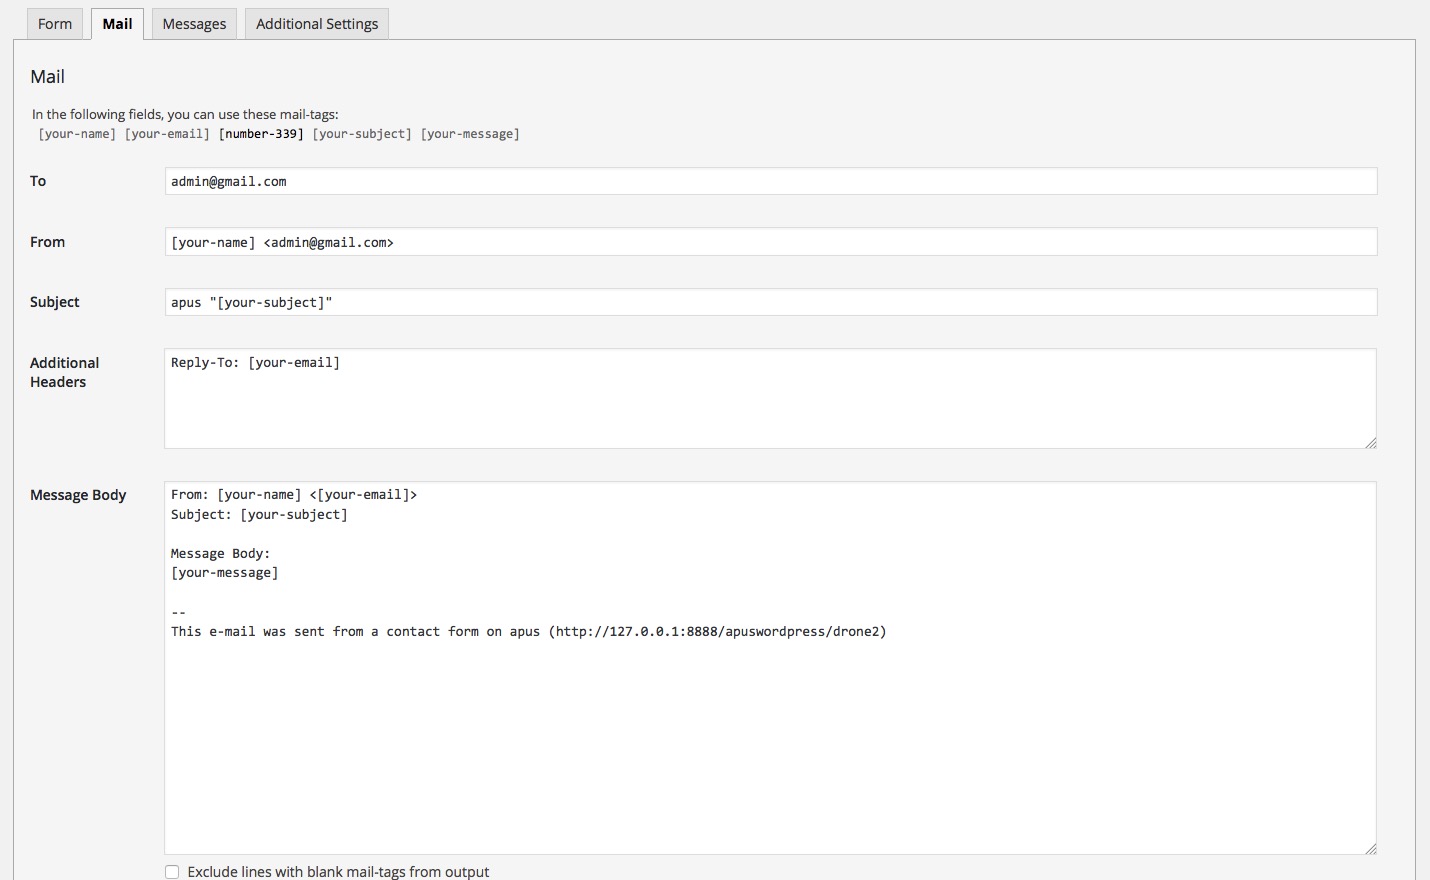 Form Mail Messages Additional Settings
Mail
In the following fields, you can use these mail-tags:
[your-name] [your-email] [number-339] [your-subject] [your-message]
To admin@gmail.com
From [your-name] <admin@gmail.com>
Subject apus "[your-subject]"
Additional Headers
Reply-To: [your-email]
Message Body
From: [your-name] <[your-email]>
Subject: [your-subject]
Message Body:
[your-message]
--
This e-mail was sent from a contact form on apus (http://127.0.0.1:8888/apuswordpress/drone2)
Exclude lines with blank mail-tags from output